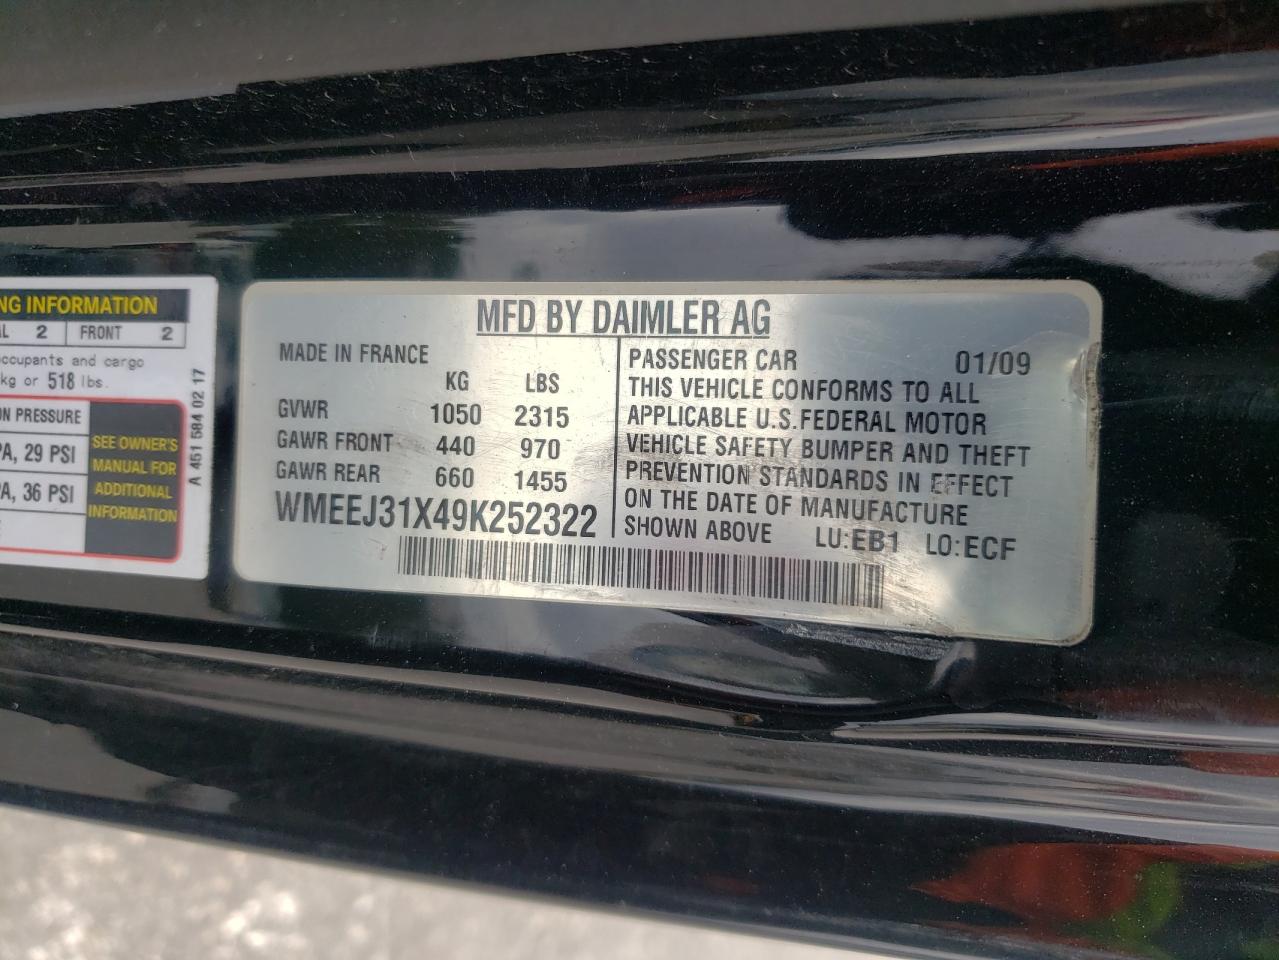 NG INFORMATION
AL 2 FRONT 2
ccupants and cargo
kg or 518 lbs.
ON PRESSURE
PA, 29 PSI
PA, 36 PSI
SEE OWNER'S
MANUAL FOR
ADDITIONAL
INFORMATION
A 451 584 02 17
MFD BY DAIMLER AG
MADE IN FRANCE
KG LBS
GVWR 1050 2315
GAWR FRONT 440 970
GAWR REAR 660 1455
WMEEJ31X49K252322
PASSENGER CAR 01/09
THIS VEHICLE CONFORMS TO ALL
APPLICABLE U.S.FEDERAL MOTOR
VEHICLE SAFETY BUMPER AND THEFT
PREVENTION STANDARDS IN EFFECT
ON THE DATE OF MANUFACTURE
SHOWN ABOVE LU:EB1 LO:ECF